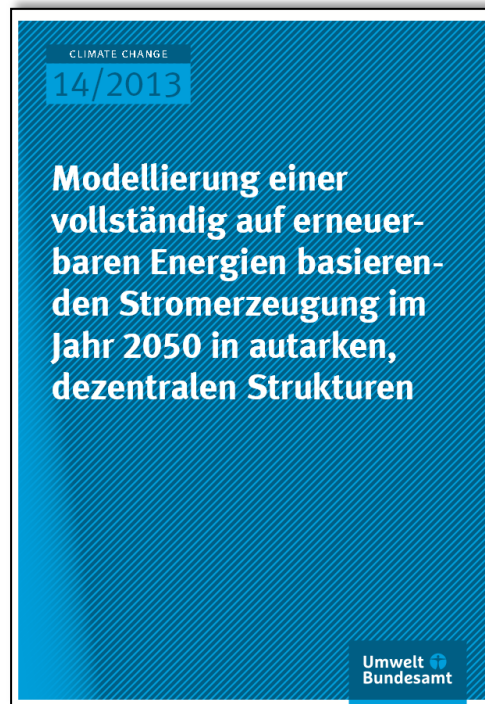 CLIMATE CHANGE
14/2013
Modellierung einer
vollständig auf erneuer-
baren Energien basieren-
den Stromerzeugung im
Jahr 2050 in autarken,
dezentralen Strukturen
Umwelt
Bundesamt